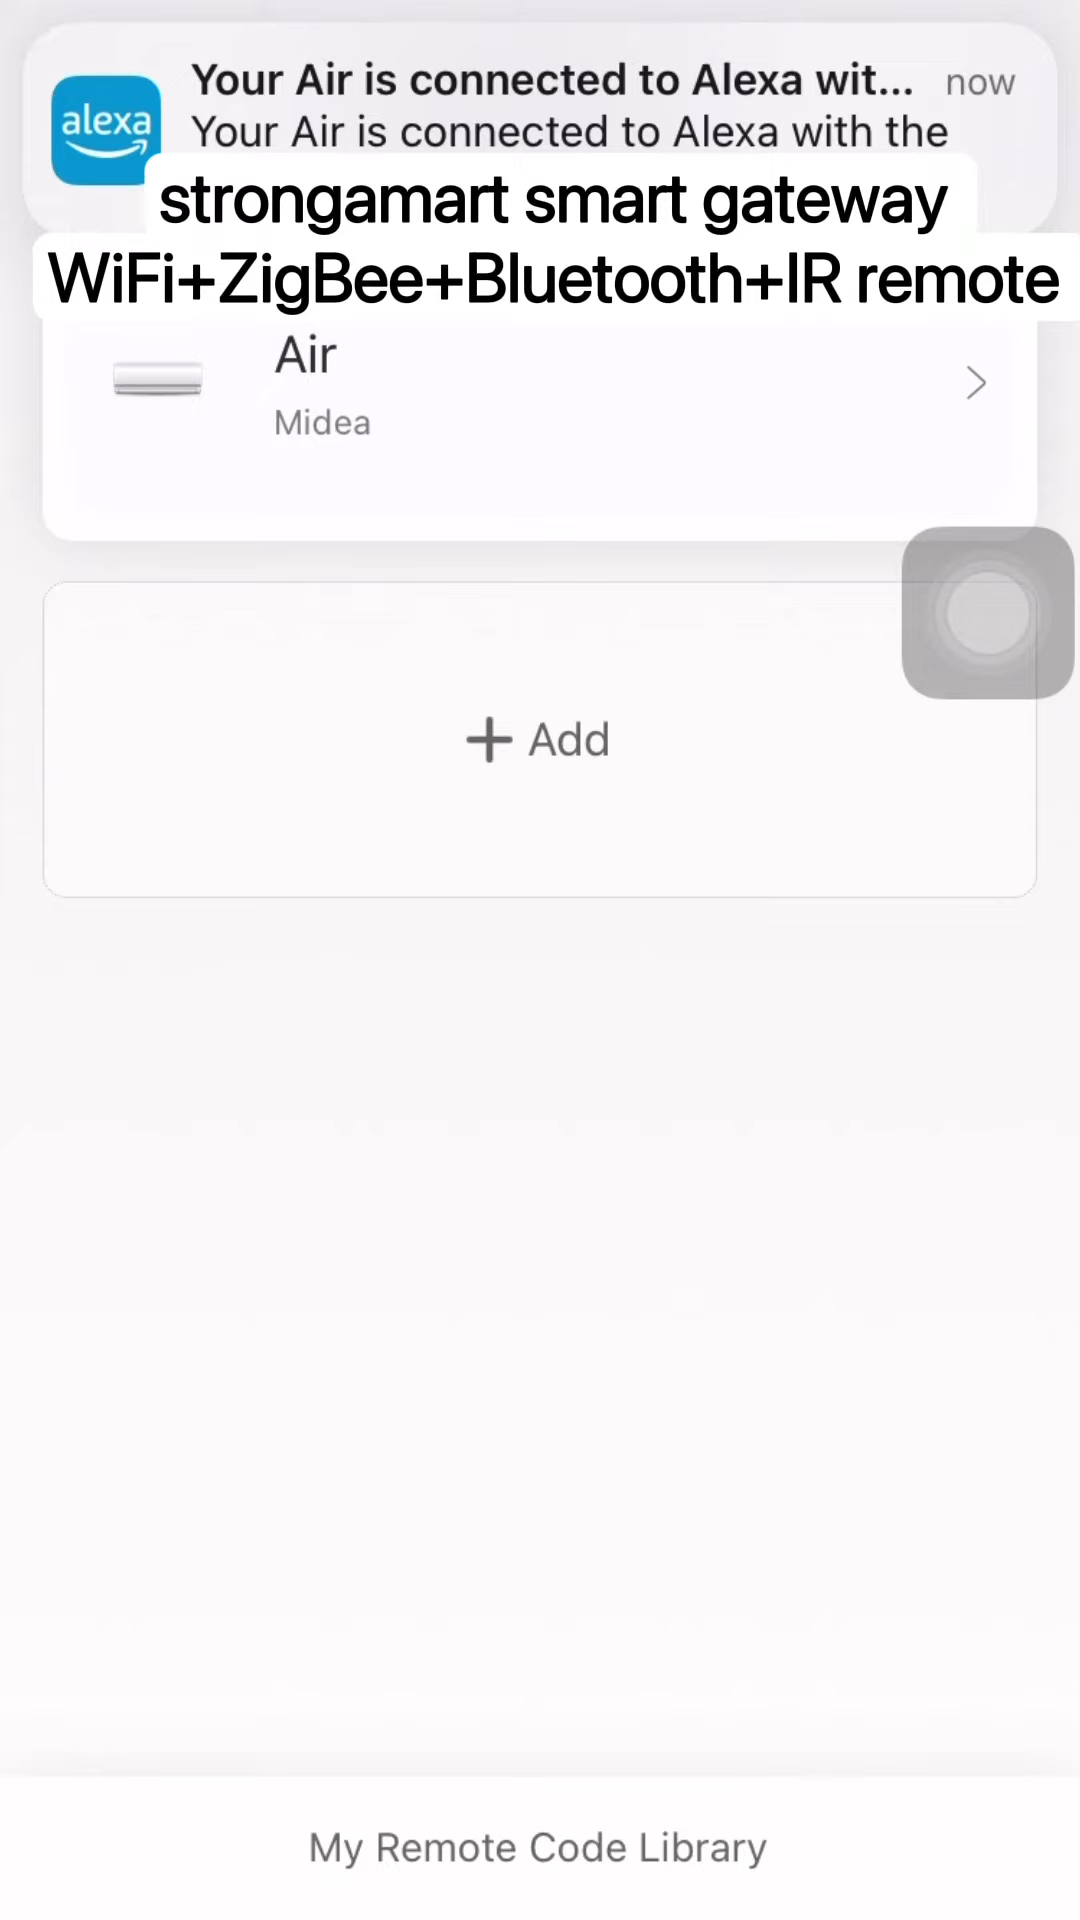 Your Air is connected to Alexa wit... now
alexa
Your Air is connected to Alexa with the
strongamart smart gateway
WiFi+ZigBee+Bluetooth+IR remote
Air
Midea
+ Add
My Remote Code Library